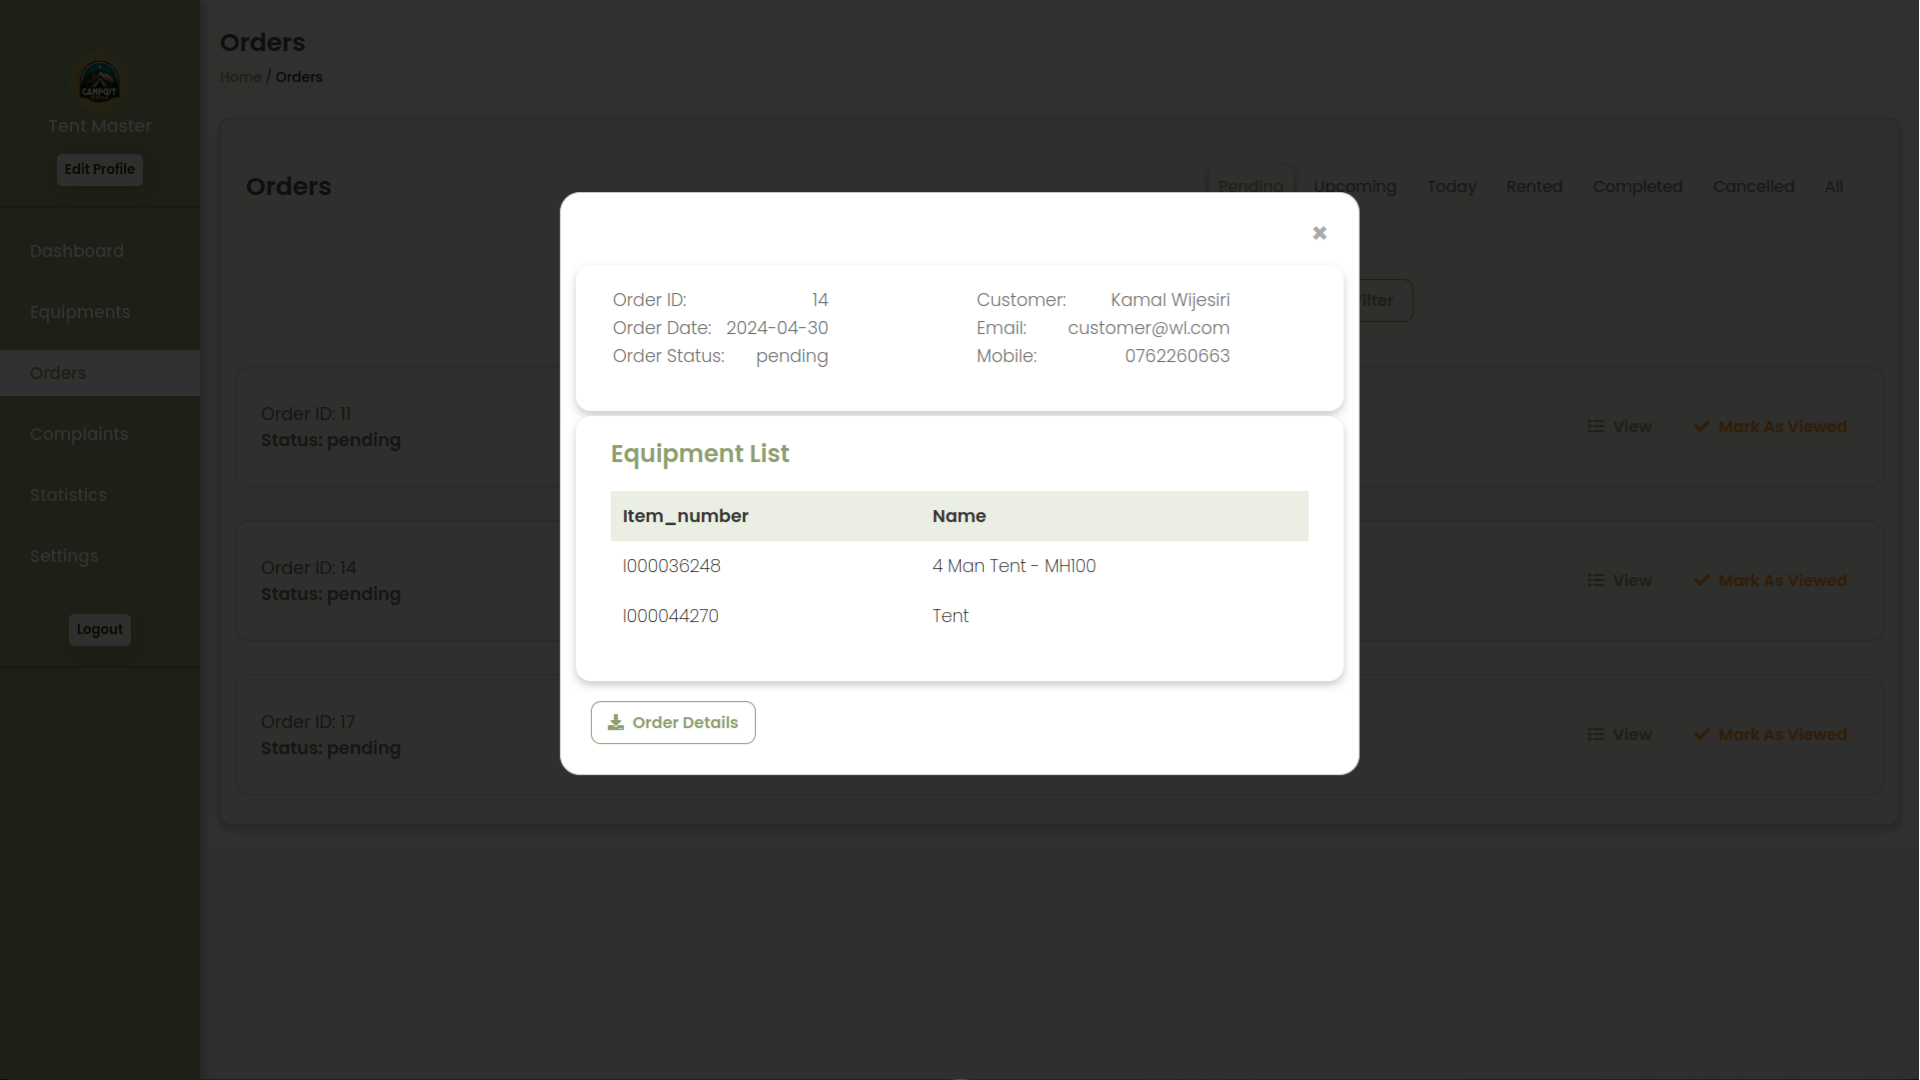 CAMPGIT
Tent Master
Edit Profile
Dashboard
Equipments
Orders
Complaints
Statistics
Settings
Logout
Orders
Home / Orders
Orders
Pending Upcoming Today Rented Completed Cancelled All
Order ID: 11
Status: pending
View Mark As Viewed
Order ID: 14
Status: pending
View Mark As Viewed
Order ID: 17
Status: pending
View Mark As Viewed
✖
Order ID: 14
Order Date: 2024-04-30
Order Status: pending
Customer: Kamal Wijesiri
Email: customer@wl.com
Mobile: 0762260663
Equipment List
Item_number Name
I000036248 4 Man Tent - MH100
I000044270 Tent
Order Details